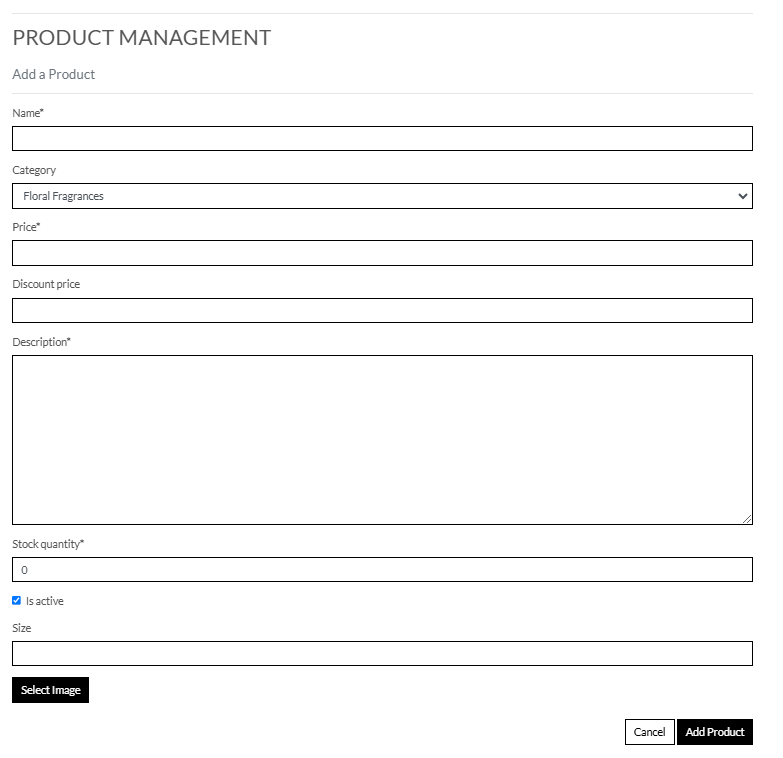 PRODUCT MANAGEMENT
Add a Product
Name*
Category
Floral Fragrances
Price*
Discount price
Description*
Stock quantity*
0
Is active
Size
Select Image
Cancel Add Product